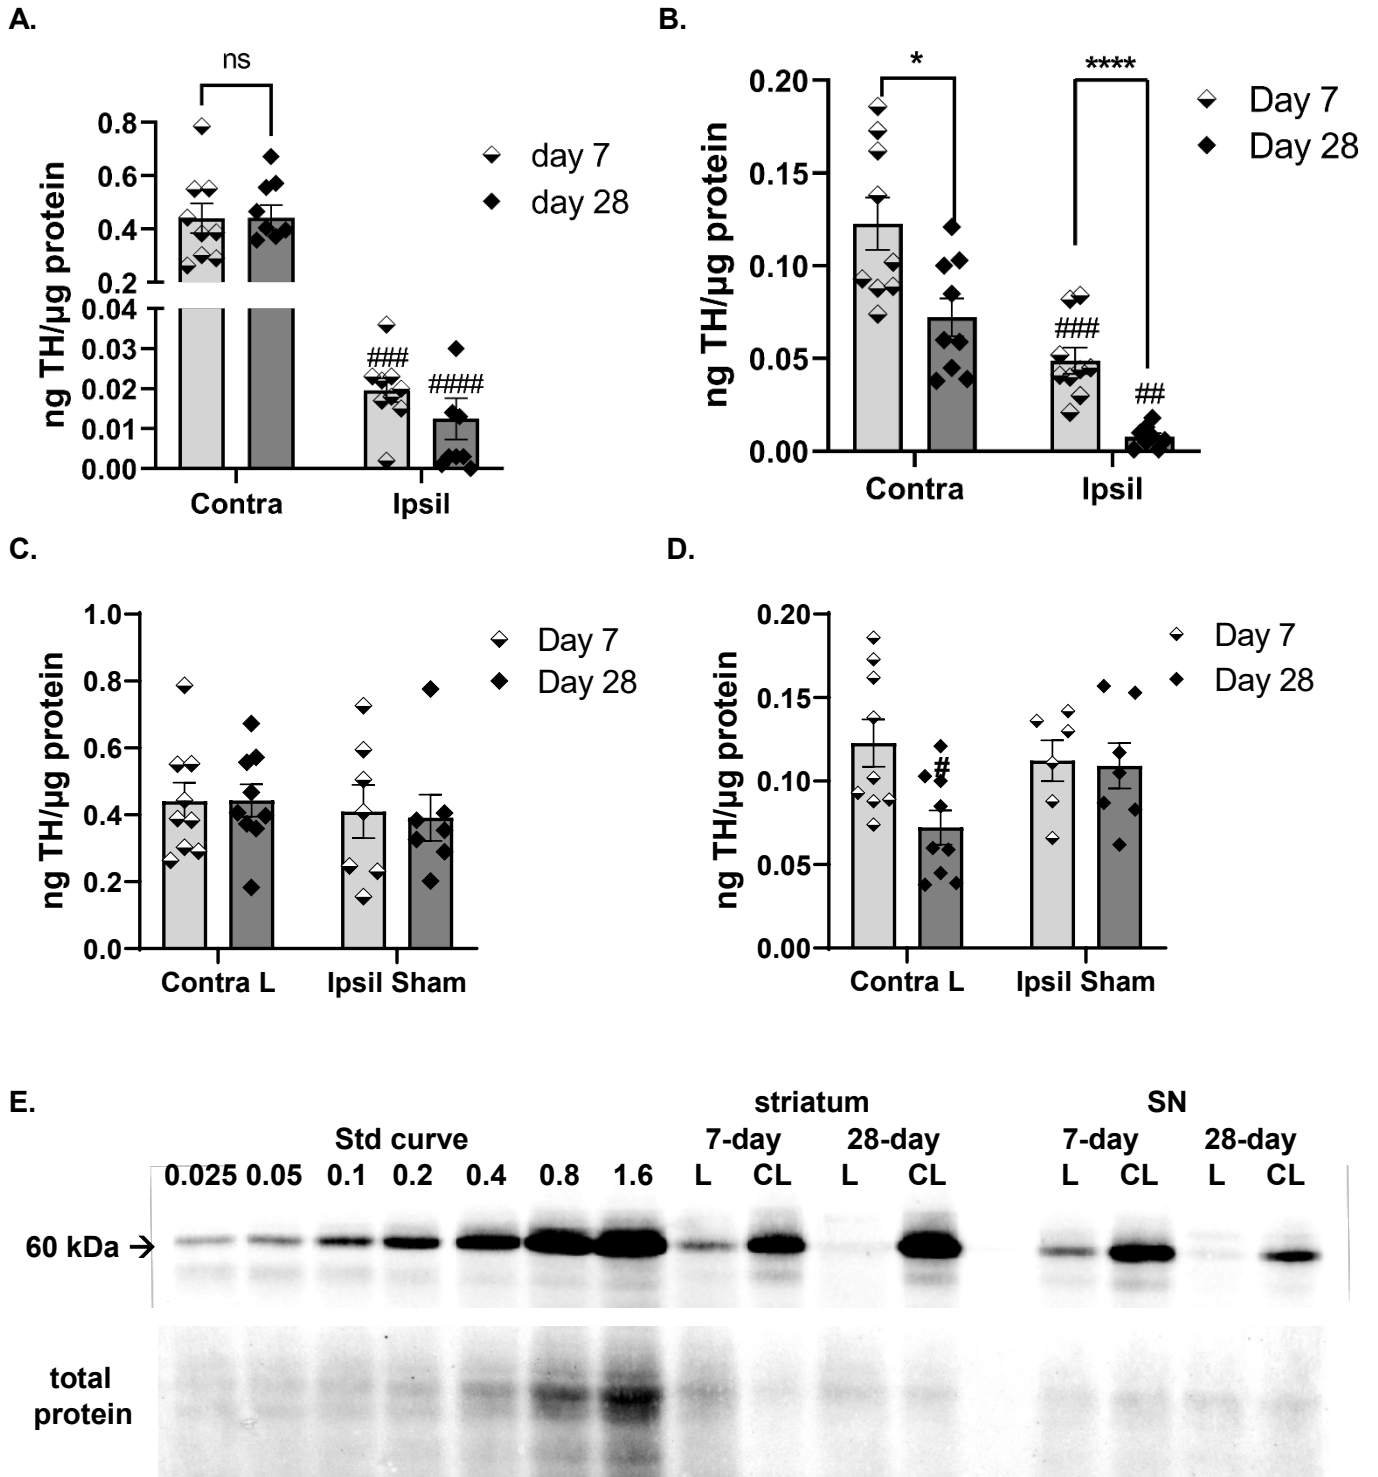 A.
ns
ng TH/µg protein
0.8
0.6
0.4
0.2
0.04
0.03
0.02
0.01
0.00
###
####
Contra
Ipsil
day 7
day 28
B.
*
****
ng TH/µg protein
0.20
0.15
0.10
0.05
0.00
###
##
Contra
Ipsil
Day 7
Day 28
C.
ng TH/µg protein
1.0
0.8
0.6
0.4
0.2
0.0
Contra L
Ipsil Sham
Day 7
Day 28
D.
ng TH/µg protein
0.20
0.15
0.10
0.05
0.00
#
Contra L
Ipsil Sham
Day 7
Day 28
E.
striatum SN
Std curve 7-day 28-day 7-day 28-day
0.025 0.05 0.1 0.2 0.4 0.8 1.6 L CL L CL L CL L CL
60 kDa →
total
protein